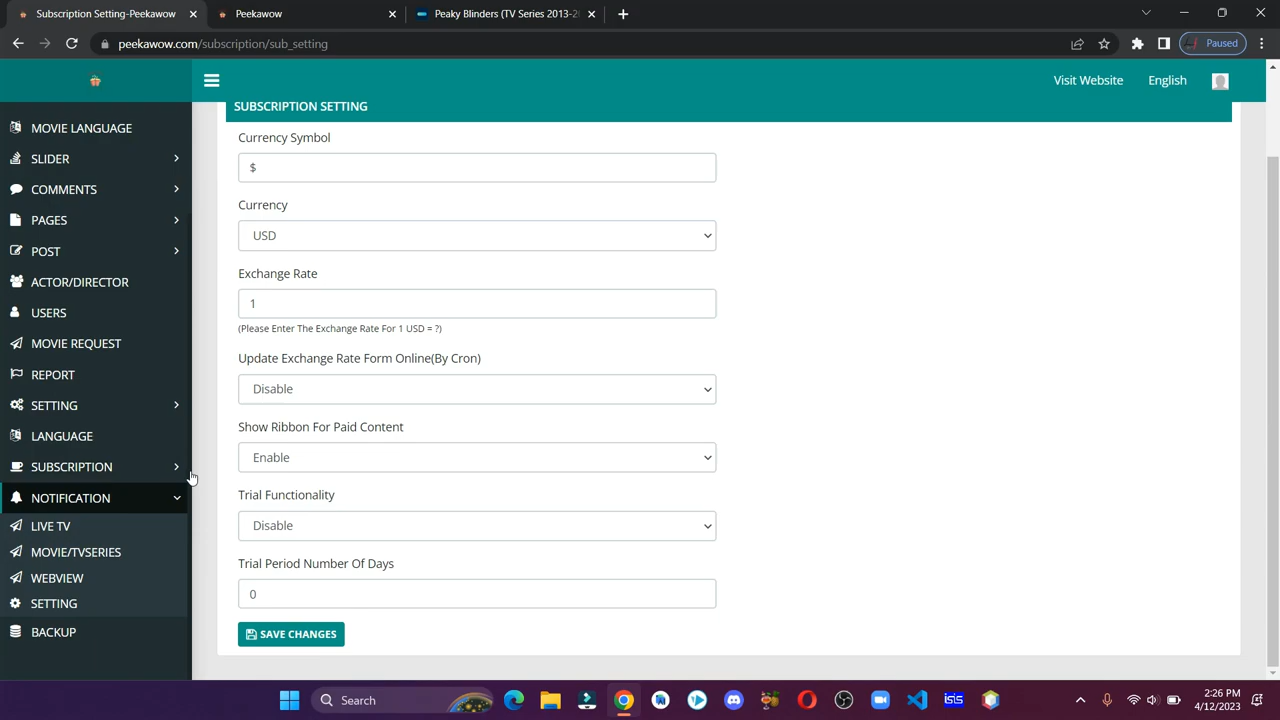 Subscription Setting-Peekawow
Peekawow
Peaky Blinders (TV Series 2013-2
peekawow.com/subscription/sub_setting
Paused
Visit Website
English
MOVIE LANGUAGE
SLIDER
COMMENTS
PAGES
POST
ACTOR/DIRECTOR
USERS
MOVIE REQUEST
REPORT
SETTING
LANGUAGE
SUBSCRIPTION
NOTIFICATION
LIVE TV
MOVIE/TVSERIES
WEBVIEW
SETTING
BACKUP
SUBSCRIPTION SETTING
Currency Symbol
$
Currency
USD
Exchange Rate
1
(Please Enter The Exchange Rate For 1 USD = ?)
Update Exchange Rate Form Online(By Cron)
Disable
Show Ribbon For Paid Content
Enable
Trial Functionality
Disable
Trial Period Number Of Days
0
SAVE CHANGES
Search
isis
2:26 PM
4/12/2023